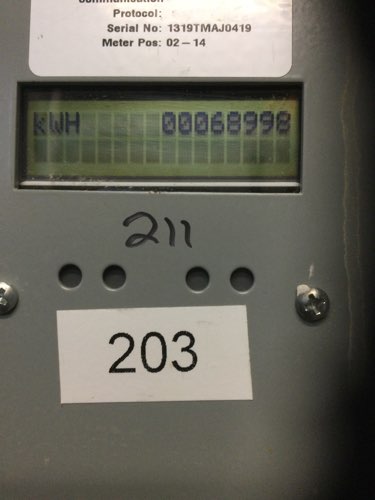 Protocol:
Serial No: 1319TMAJ0419
Meter Pos: 02-14
kWH 00068998
211
203